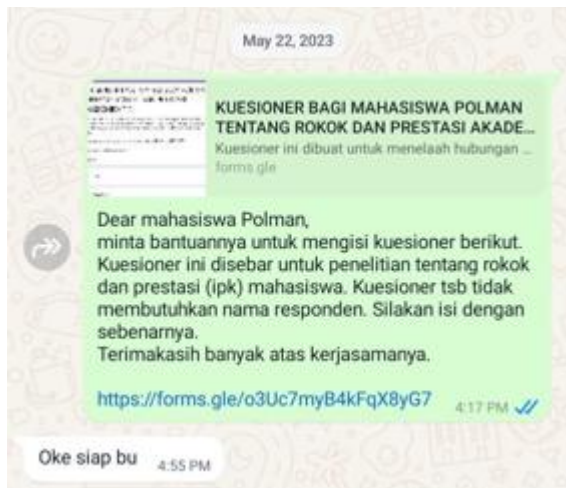 May 22, 2023
KUESIONER BAGI MAHASISWA POLMAN
TENTANG ROKOK DAN PRESTASI AKADE...
Kuesioner ini dibuat untuk menelaah hubungan ...
forms.gle
Dear mahasiswa Polman,
minta bantuannya untuk mengisi kuesioner berikut.
Kuesioner ini disebar untuk penelitian tentang rokok
dan prestasi (ipk) mahasiswa. Kuesioner tsb tidak
membutuhkan nama responden. Silakan isi dengan
sebenarnya.
Terimakasih banyak atas kerjasamanya.
https://forms.gle/o3Uc7myB4kFqX8yG7 4:17 PM
Oke siap bu 4:55 PM